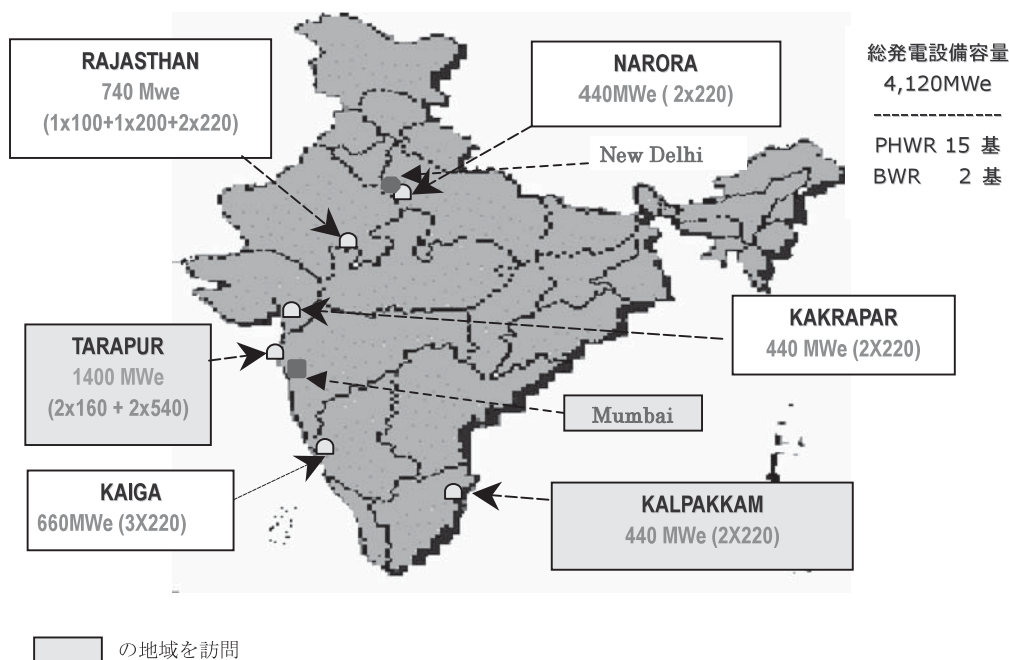 RAJASTHAN
740 Mwe
(1x100+1x200+2x220)
NARORA
440MWe ( 2x220)
総発電設備容量
4,120MWe
---------------
PHWR 15 基
BWR 2 基
New Delhi
KAKRAPAR
440 MWe (2X220)
TARAPUR
1400 MWe
(2x160 + 2x540)
Mumbai
KAIGA
660MWe (3X220)
KALPAKKAM
440 MWe (2X220)
の地域を訪問